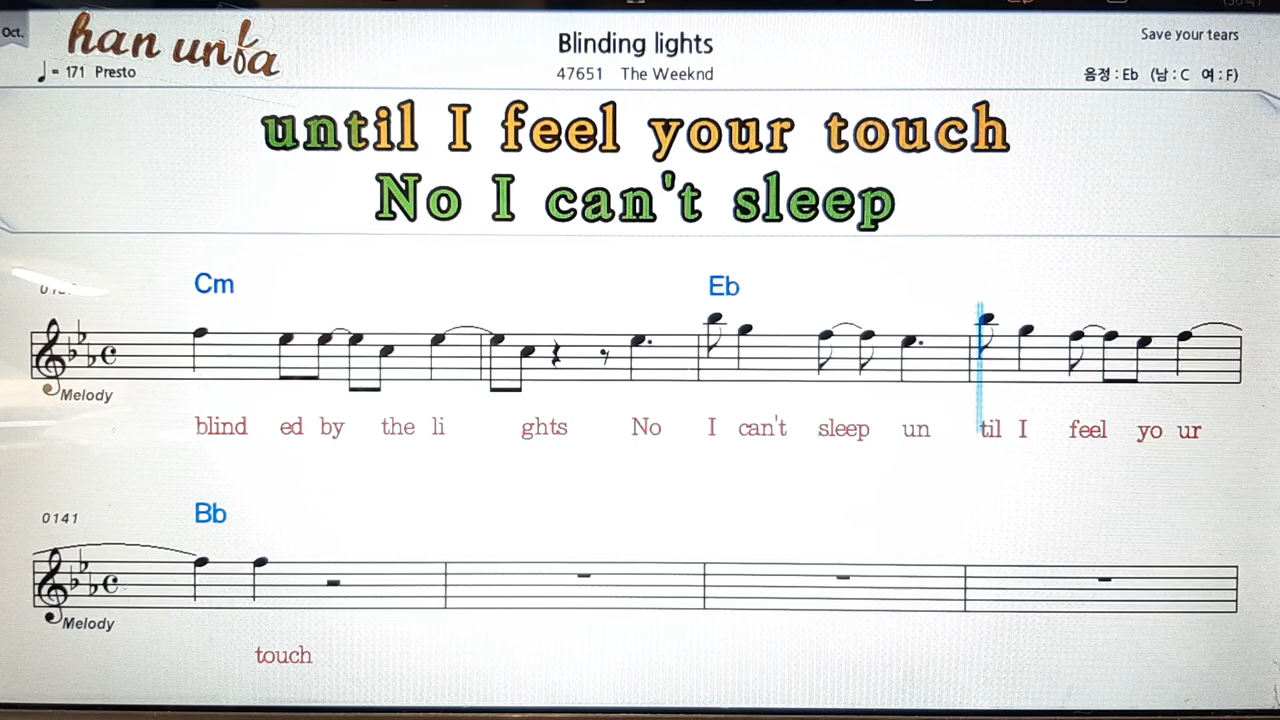 Oct.
han unfa
Blinding lights
Save your tears
♩ = 171 Presto
47651 The Weeknd
음정 : Eb (남 : C 여 : F)
until I feel your touch
No I can't sleep
Cm Eb
Melody
blind ed by the li ghts No I can't sleep un til I feel yo ur
Bb
0141
Melody
touch